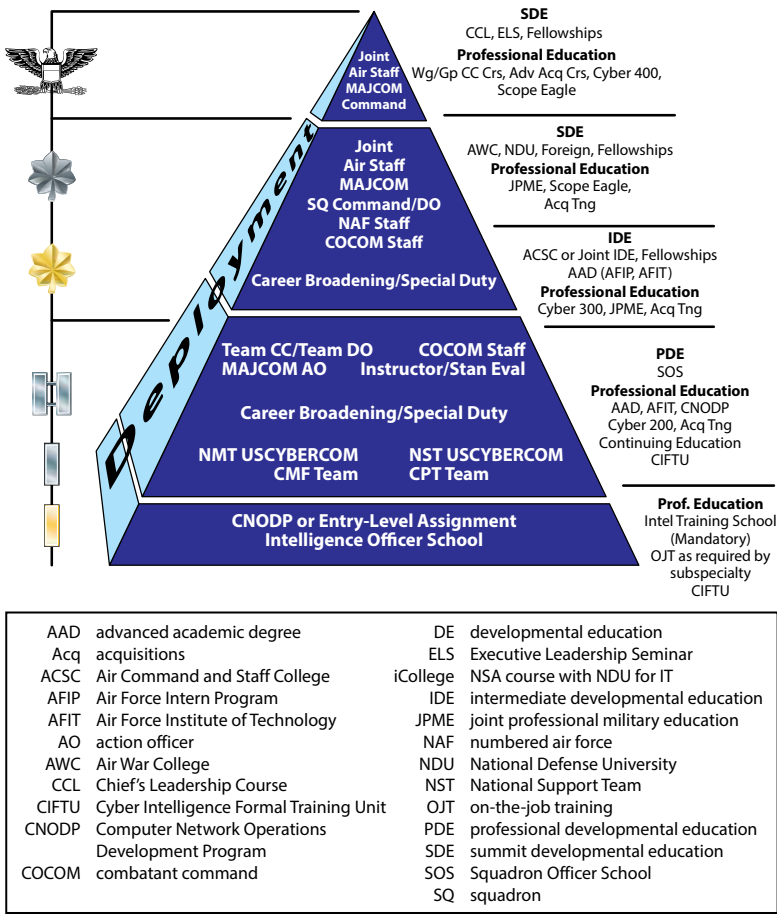 SDE
CCL, ELS, Fellowships
Professional Education
Wg/Gp CC Crs, Adv Acq Crs, Cyber 400,
Scope Eagle
Joint
Air Staff
MAJCOM
Command
SDE
AWC, NDU, Foreign, Fellowships
Professional Education
JPME, Scope Eagle,
Acq Tng
Joint
Air Staff
MAJCOM
SQ Command/DO
NAF Staff
COCOM Staff
Career Broadening/Special Duty
IDE
ACSC or Joint IDE, Fellowships
AAD (AFIP, AFIT)
Professional Education
Cyber 300, JPME, Acq Tng
Deployment
Team CC/Team DO COCOM Staff
MAJCOM AO Instructor/Stan Eval
Career Broadening/Special Duty
NMT USCYBERCOM NST USCYBERCOM
CMF Team CPT Team
PDE
SOS
Professional Education
AAD, AFIT, CNODP
Cyber 200, Acq Tng
Continuing Education
CIFTU
CNODP or Entry-Level Assignment
Intelligence Officer School
Prof. Education
Intel Training School
(Mandatory)
OJT as required by
subspecialty
CIFTU
AAD advanced academic degree
Acq acquisitions
ACSC Air Command and Staff College
AFIP Air Force Intern Program
AFIT Air Force Institute of Technology
AO action officer
AWC Air War College
CCL Chief's Leadership Course
CIFTU Cyber Intelligence Formal Training Unit
CNODP Computer Network Operations
Development Program
COCOM combatant command
DE developmental education
ELS Executive Leadership Seminar
iCollege NSA course with NDU for IT
IDE intermediate developmental education
JPME joint professional military education
NAF numbered air force
NDU National Defense University
NST National Support Team
OJT on-the-job training
PDE professional developmental education
SDE summit developmental education
SOS Squadron Officer School
SQ squadron